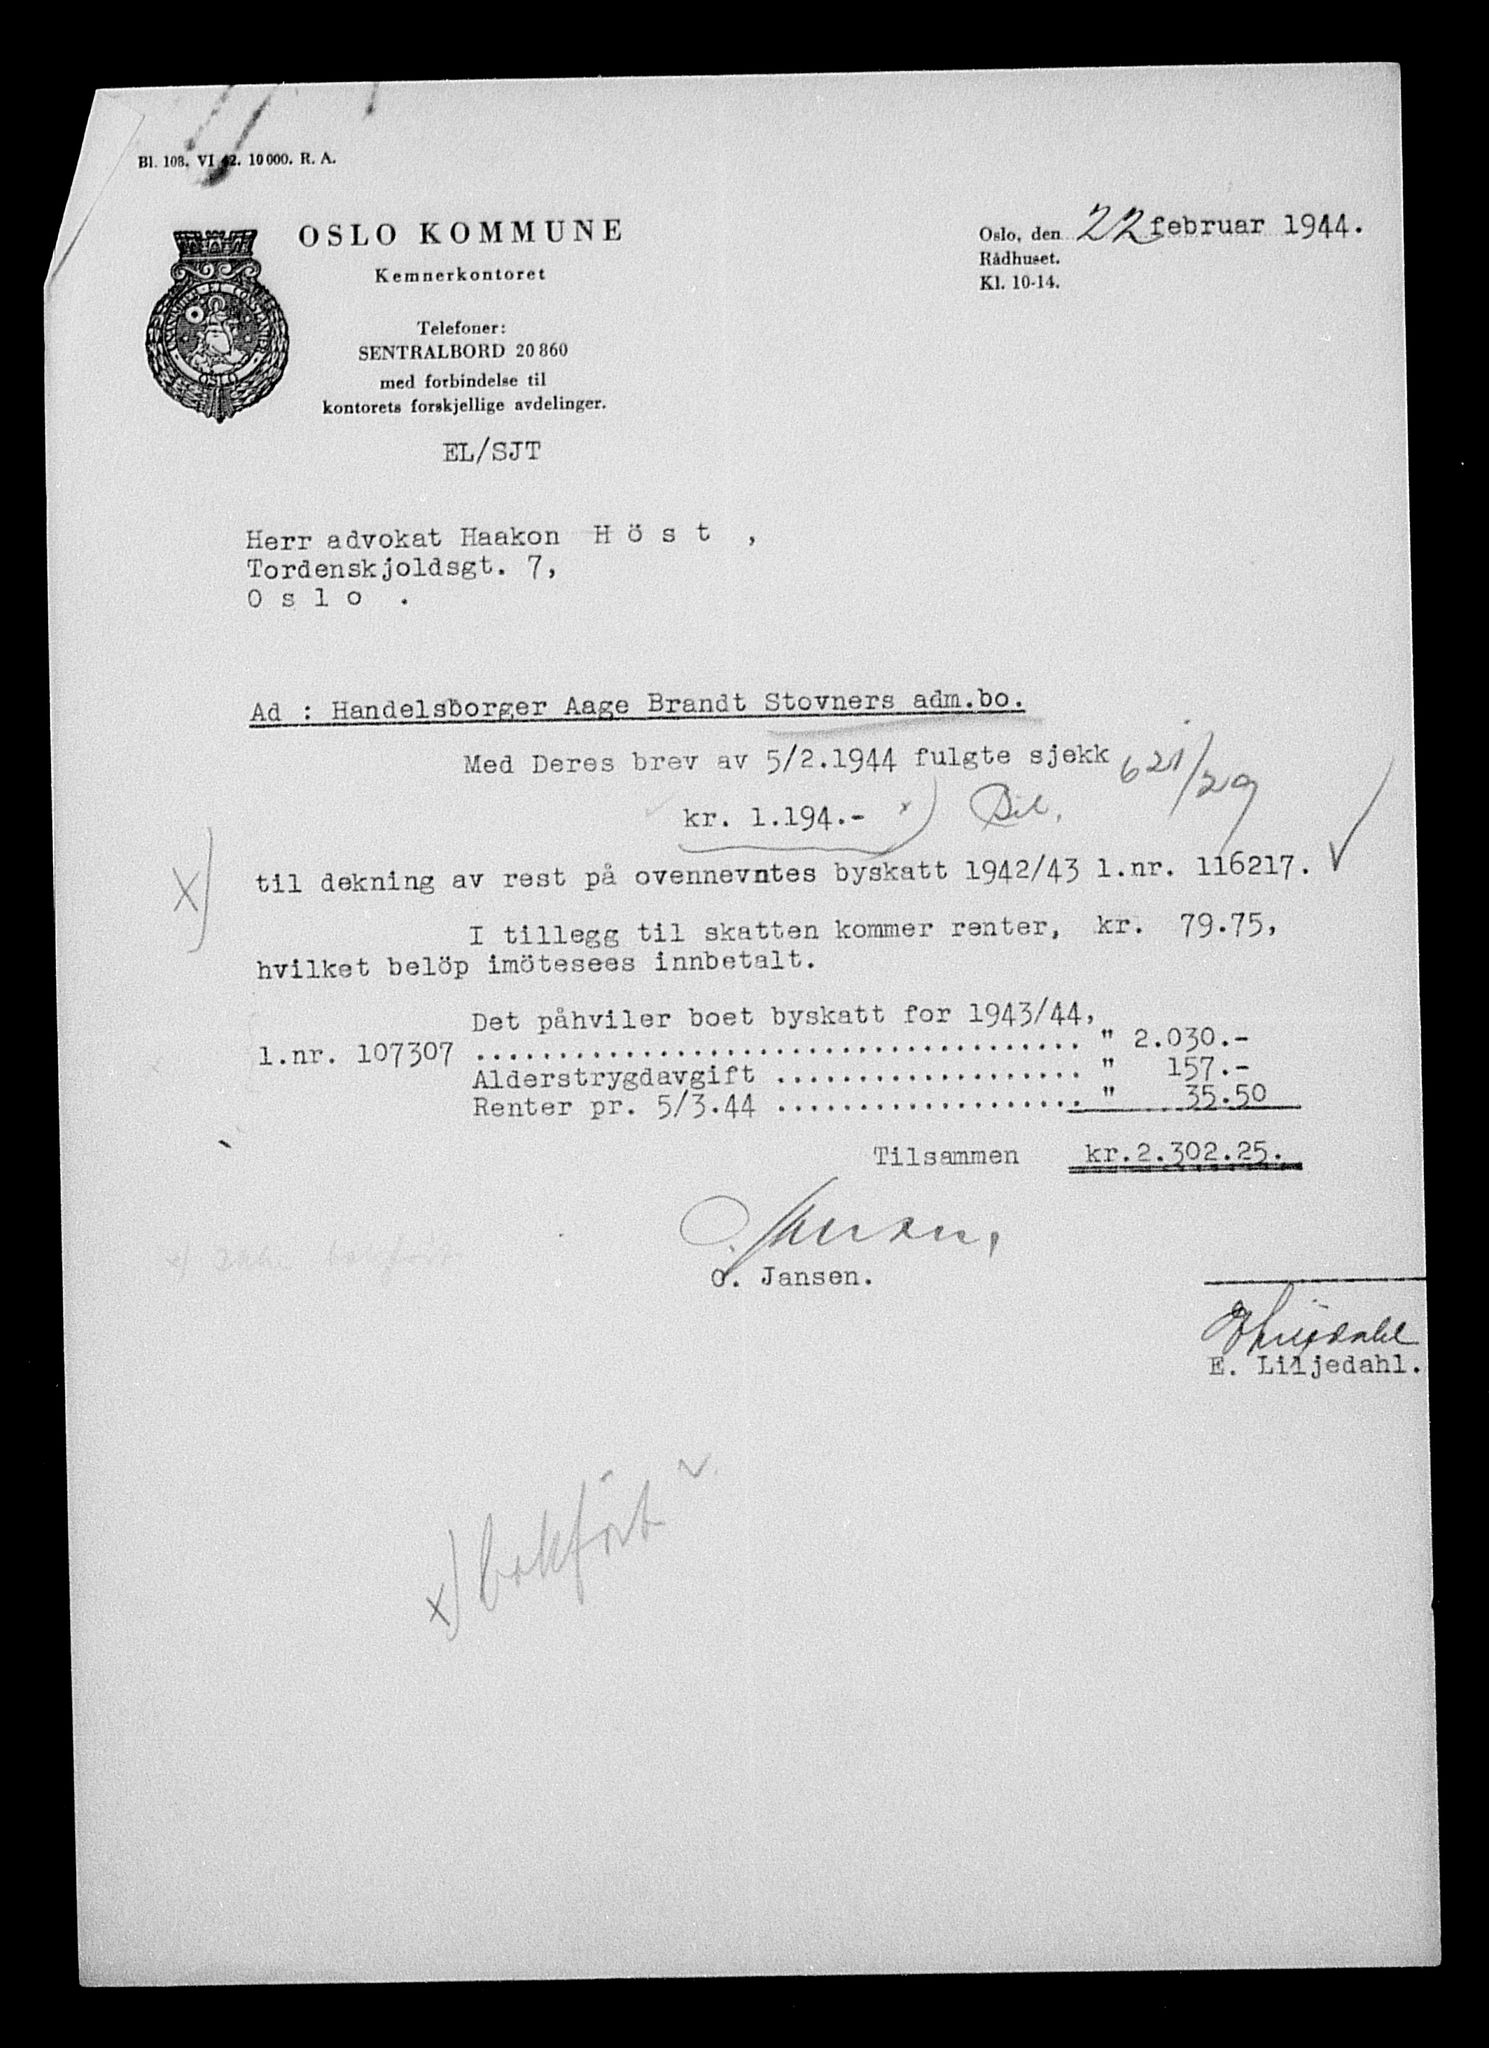 Bl. 108. VI 42. 10000. R. A.
OSLO KOMMUNE
Kemnerkontoret
Telefoner:
SENTRALBORD 20860
med forbindelse til
kontorets forskjellige avdelinger.
EL/SJT
Oslo, den 22 februar 1944.
Rådhuset.
Kl. 10-14.
OSLO
Herr advokat Haakon H ö s t ,
Tordenskjoldsgt. 7,
O s l o .
Ad : Handelsborger Aage Brandt Stovners adm.bo.
Med Deres brev av 5/2.1944 fulgte sjekk 621/29
kr. 1.194.- x) Bil.
x) til dekning av rest på ovennevntes byskatt 1942/43 l.nr. 116217. ✓
I tillegg til skatten kommer renter, kr. 79.75,
hvilket belöp imötesees innbetalt.
Det påhviler boet byskatt for 1943/44,
l.nr. 107307 ..................................... " 2.030.-
Alderstrygdavgift ................... " 157.-
Renter pr. 5/3.44 ................... " 35.50
Tilsammen kr.2.302.25.
O. Jansen.
O. Jansen.
E Liljedahl
E. Liljedahl.
x) bokført